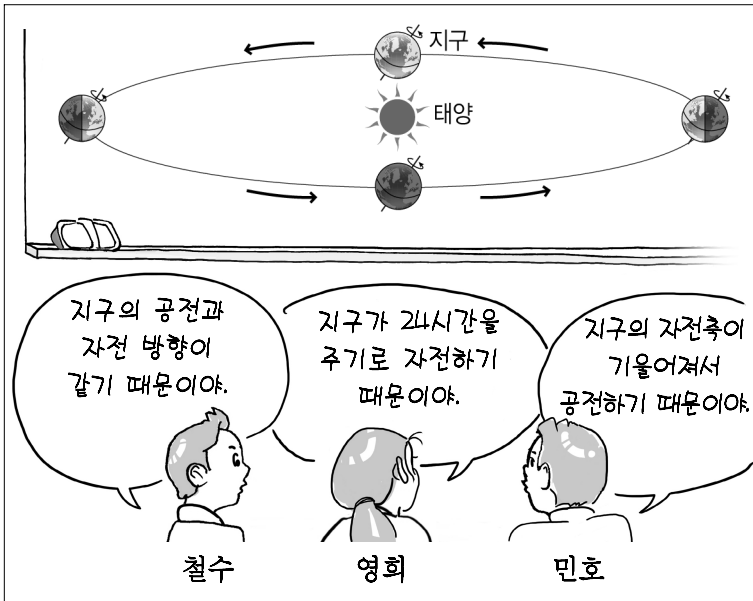 지구
태양
지구의 공전과
자전 방향이
같기 때문이야.
지구가 24시간을
주기로 자전하기
때문이야.
지구의 자전축이
기울어져서
공전하기 때문이야.
철수
영희
민호